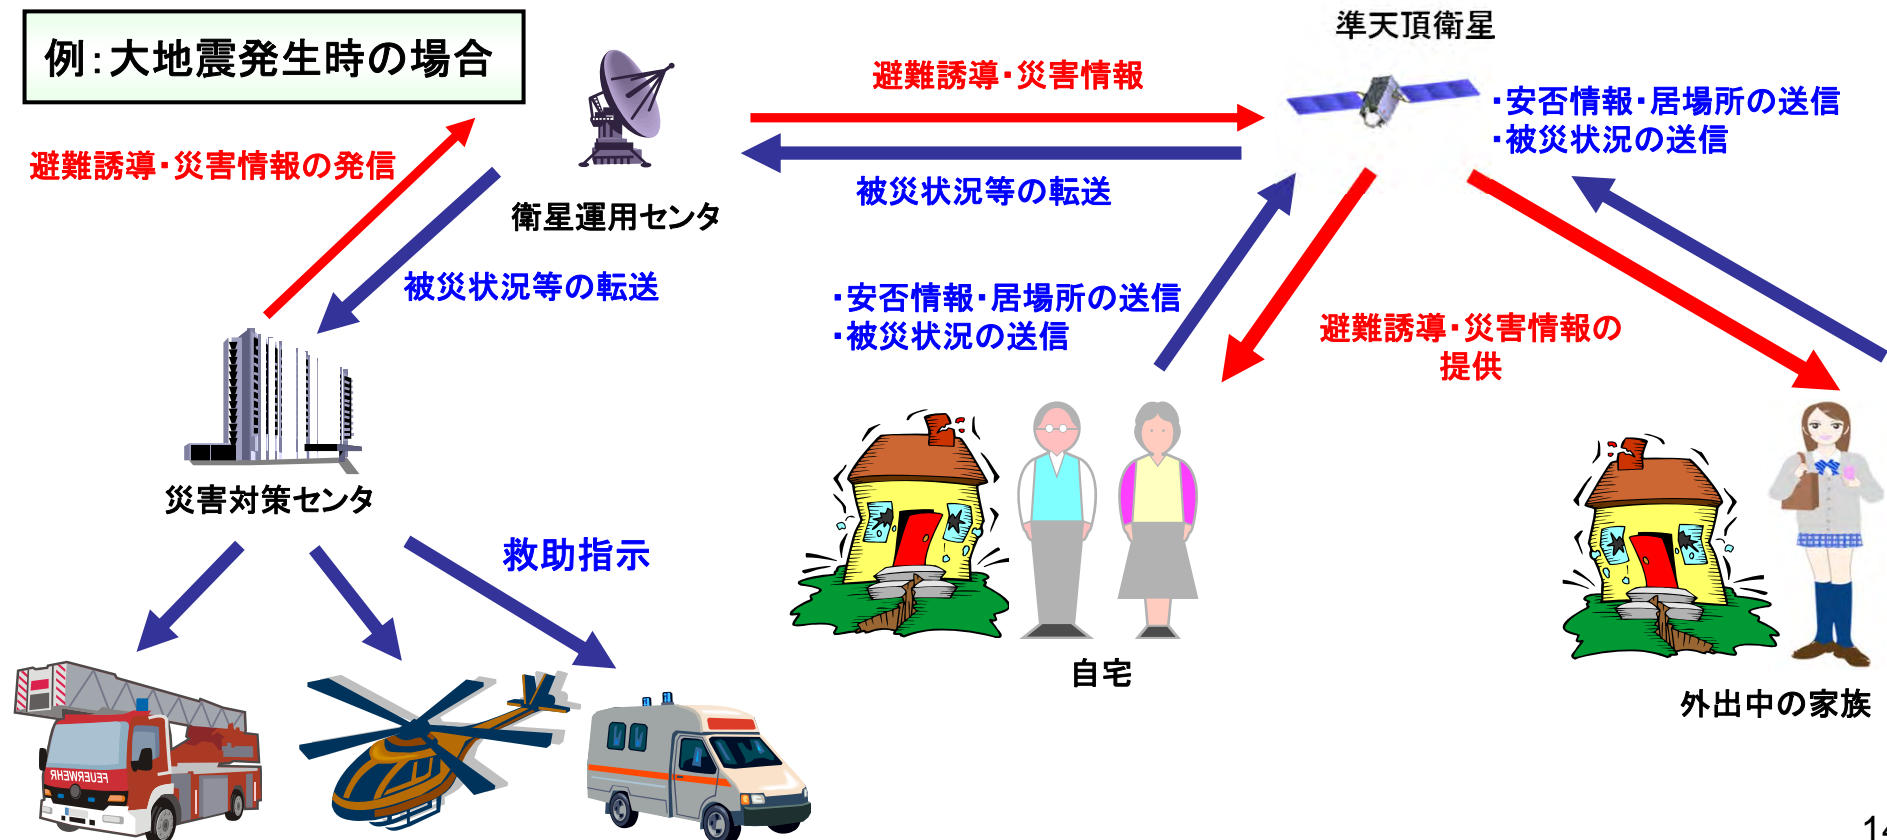 例:大地震発生時の場合
準天頂衛星
避難誘導・災害情報
・安否情報・居場所の送信
・被災状況の送信
避難誘導・災害情報の発信
被災状況等の転送
衛星運用センタ
被災状況等の転送
・安否情報・居場所の送信
・被災状況の送信
避難誘導・災害情報の
提供
災害対策センタ
救助指示
自宅
外出中の家族
FEUERWEHR